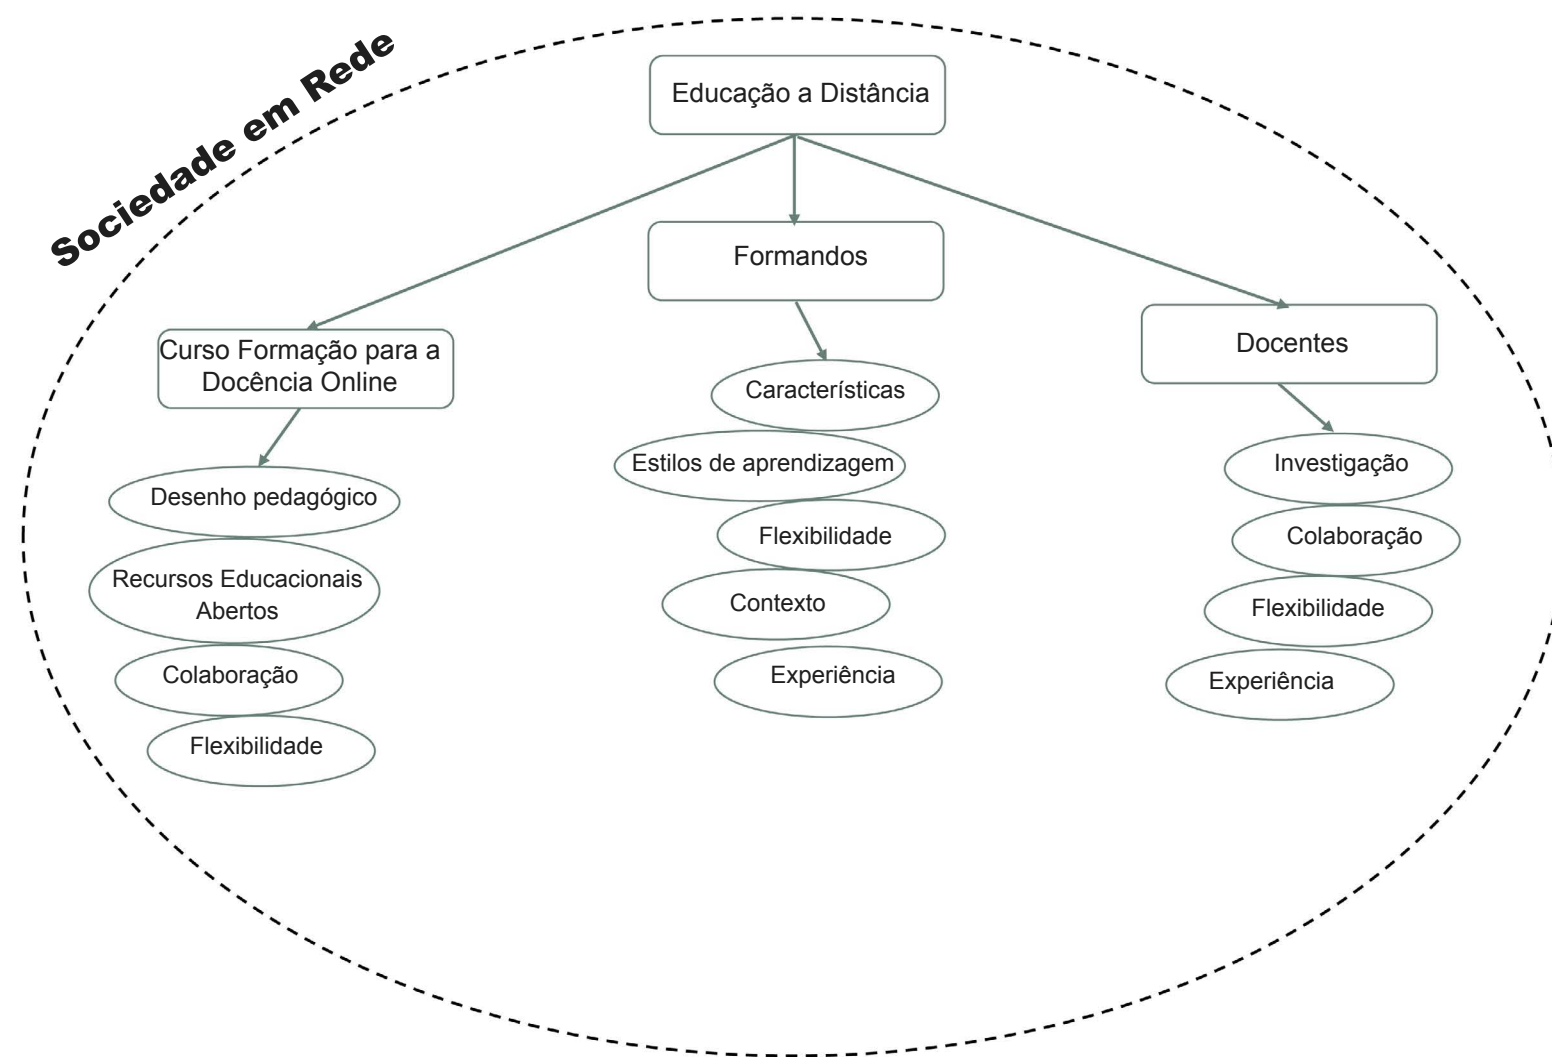 Sociedade em Rede
Educação a Distância
Formandos
Curso Formação para a
Docência Online
Docentes
Desenho pedagógico
Recursos Educacionais
Abertos
Colaboração
Flexibilidade
Características
Estilos de aprendizagem
Flexibilidade
Contexto
Experiência
Investigação
Colaboração
Flexibilidade
Experiência